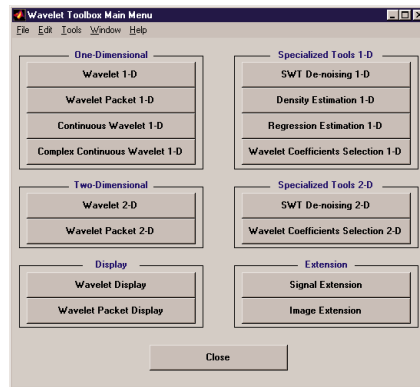 Wavelet Toolbox Main Menu
File Edit Tools Window Help
One-Dimensional
Wavelet 1-D
Wavelet Packet 1-D
Continuous Wavelet 1-D
Complex Continuous Wavelet 1-D
Specialized Tools 1-D
SWT De-noising 1-D
Density Estimation 1-D
Regression Estimation 1-D
Wavelet Coefficients Selection 1-D
Two-Dimensional
Wavelet 2-D
Wavelet Packet 2-D
Specialized Tools 2-D
SWT De-noising 2-D
Wavelet Coefficients Selection 2-D
Display
Wavelet Display
Wavelet Packet Display
Extension
Signal Extension
Image Extension
Close